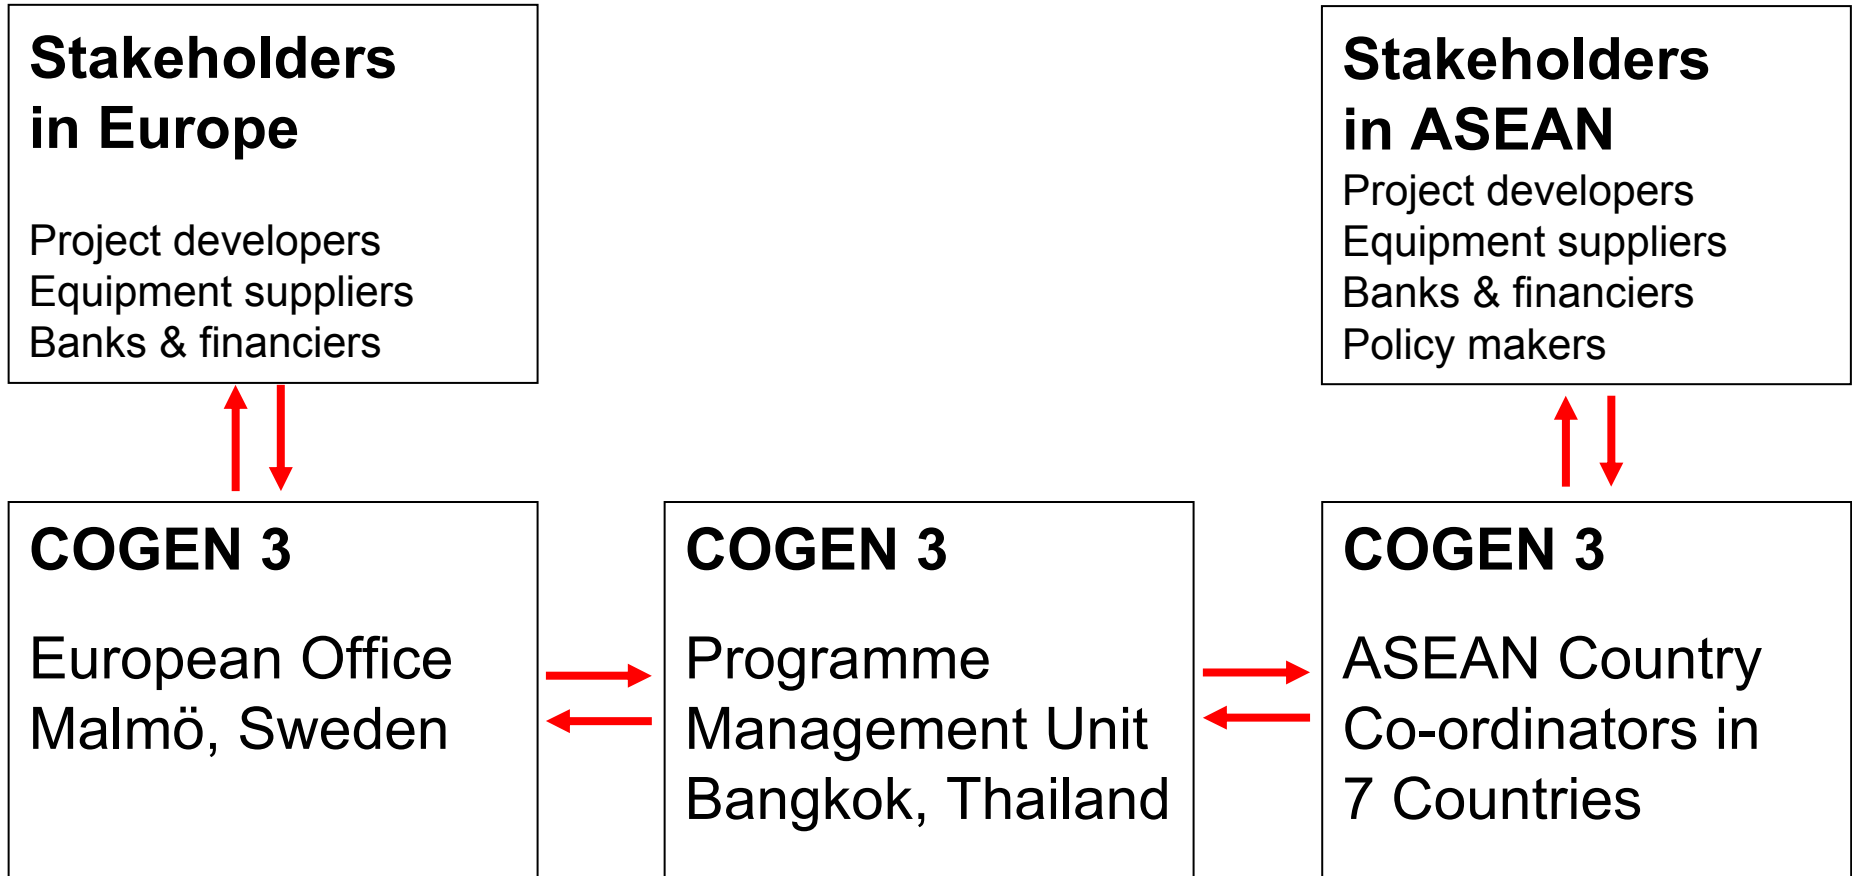 Stakeholders
in Europe
Project developers
Equipment suppliers
Banks & financiers
Stakeholders
in ASEAN
Project developers
Equipment suppliers
Banks & financiers
Policy makers
COGEN 3
European Office
Malmö, Sweden
COGEN 3
Programme
Management Unit
Bangkok, Thailand
COGEN 3
ASEAN Country
Co-ordinators in
7 Countries